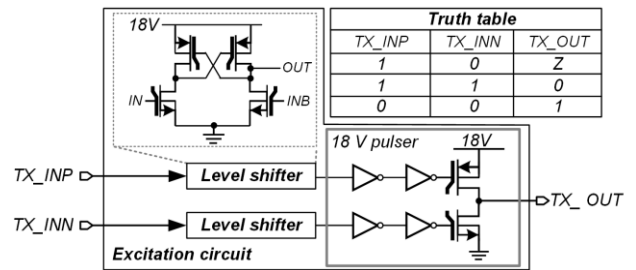 18V
OUT
IN
INB
Truth table
TX_INP TX_INN TX_OUT
1 0 Z
1 1 0
0 0 1
18 V pulser
18V
TX_INP
Level shifter
TX_OUT
TX_INN
Level shifter
Excitation circuit